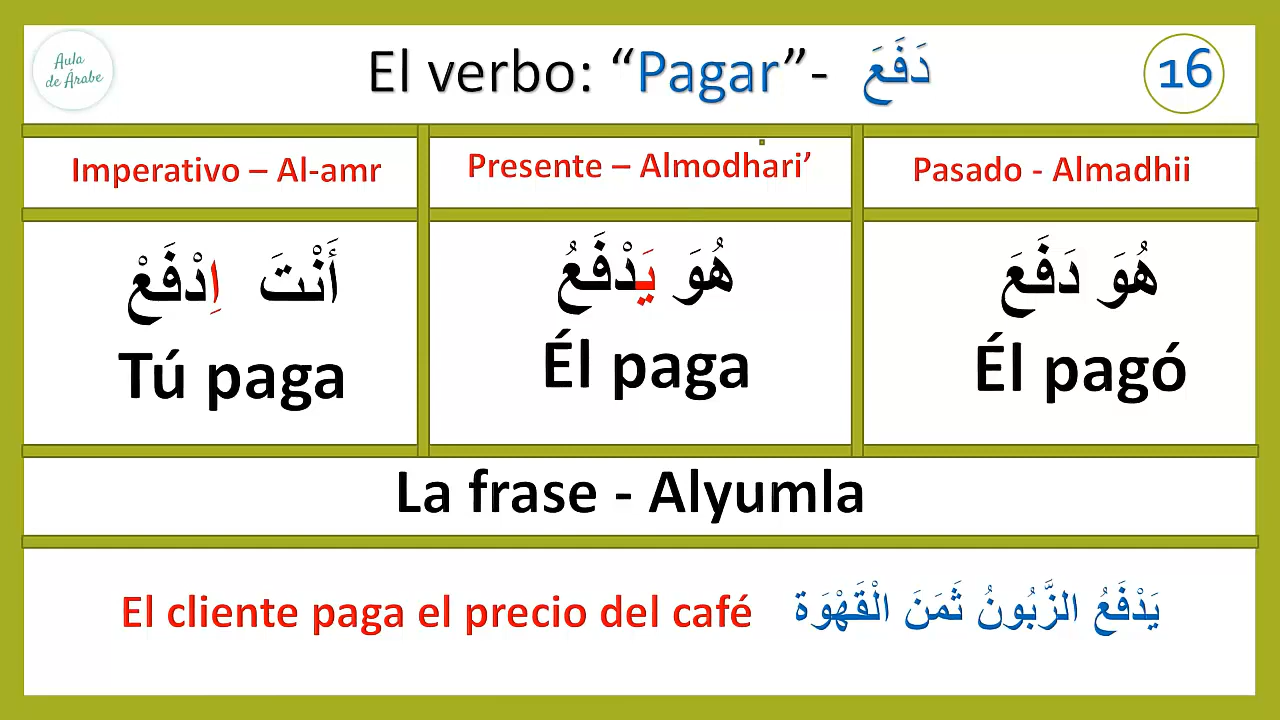 Aula
de Árabe
El verbo: “Pagar”- دَفَعَ
16
Imperativo – Al-amr
Presente – Almodhari’
Pasado - Almadhii
أَنْتَ اِدْفَعْ
Tú paga
هُوَ يَدْفَعُ
Él paga
هُوَ دَفَعَ
Él pagó
La frase - Alyumla
El cliente paga el precio del café يَدْفَعُ الزَّبُونُ ثَمَنَ الْقَهْوَة